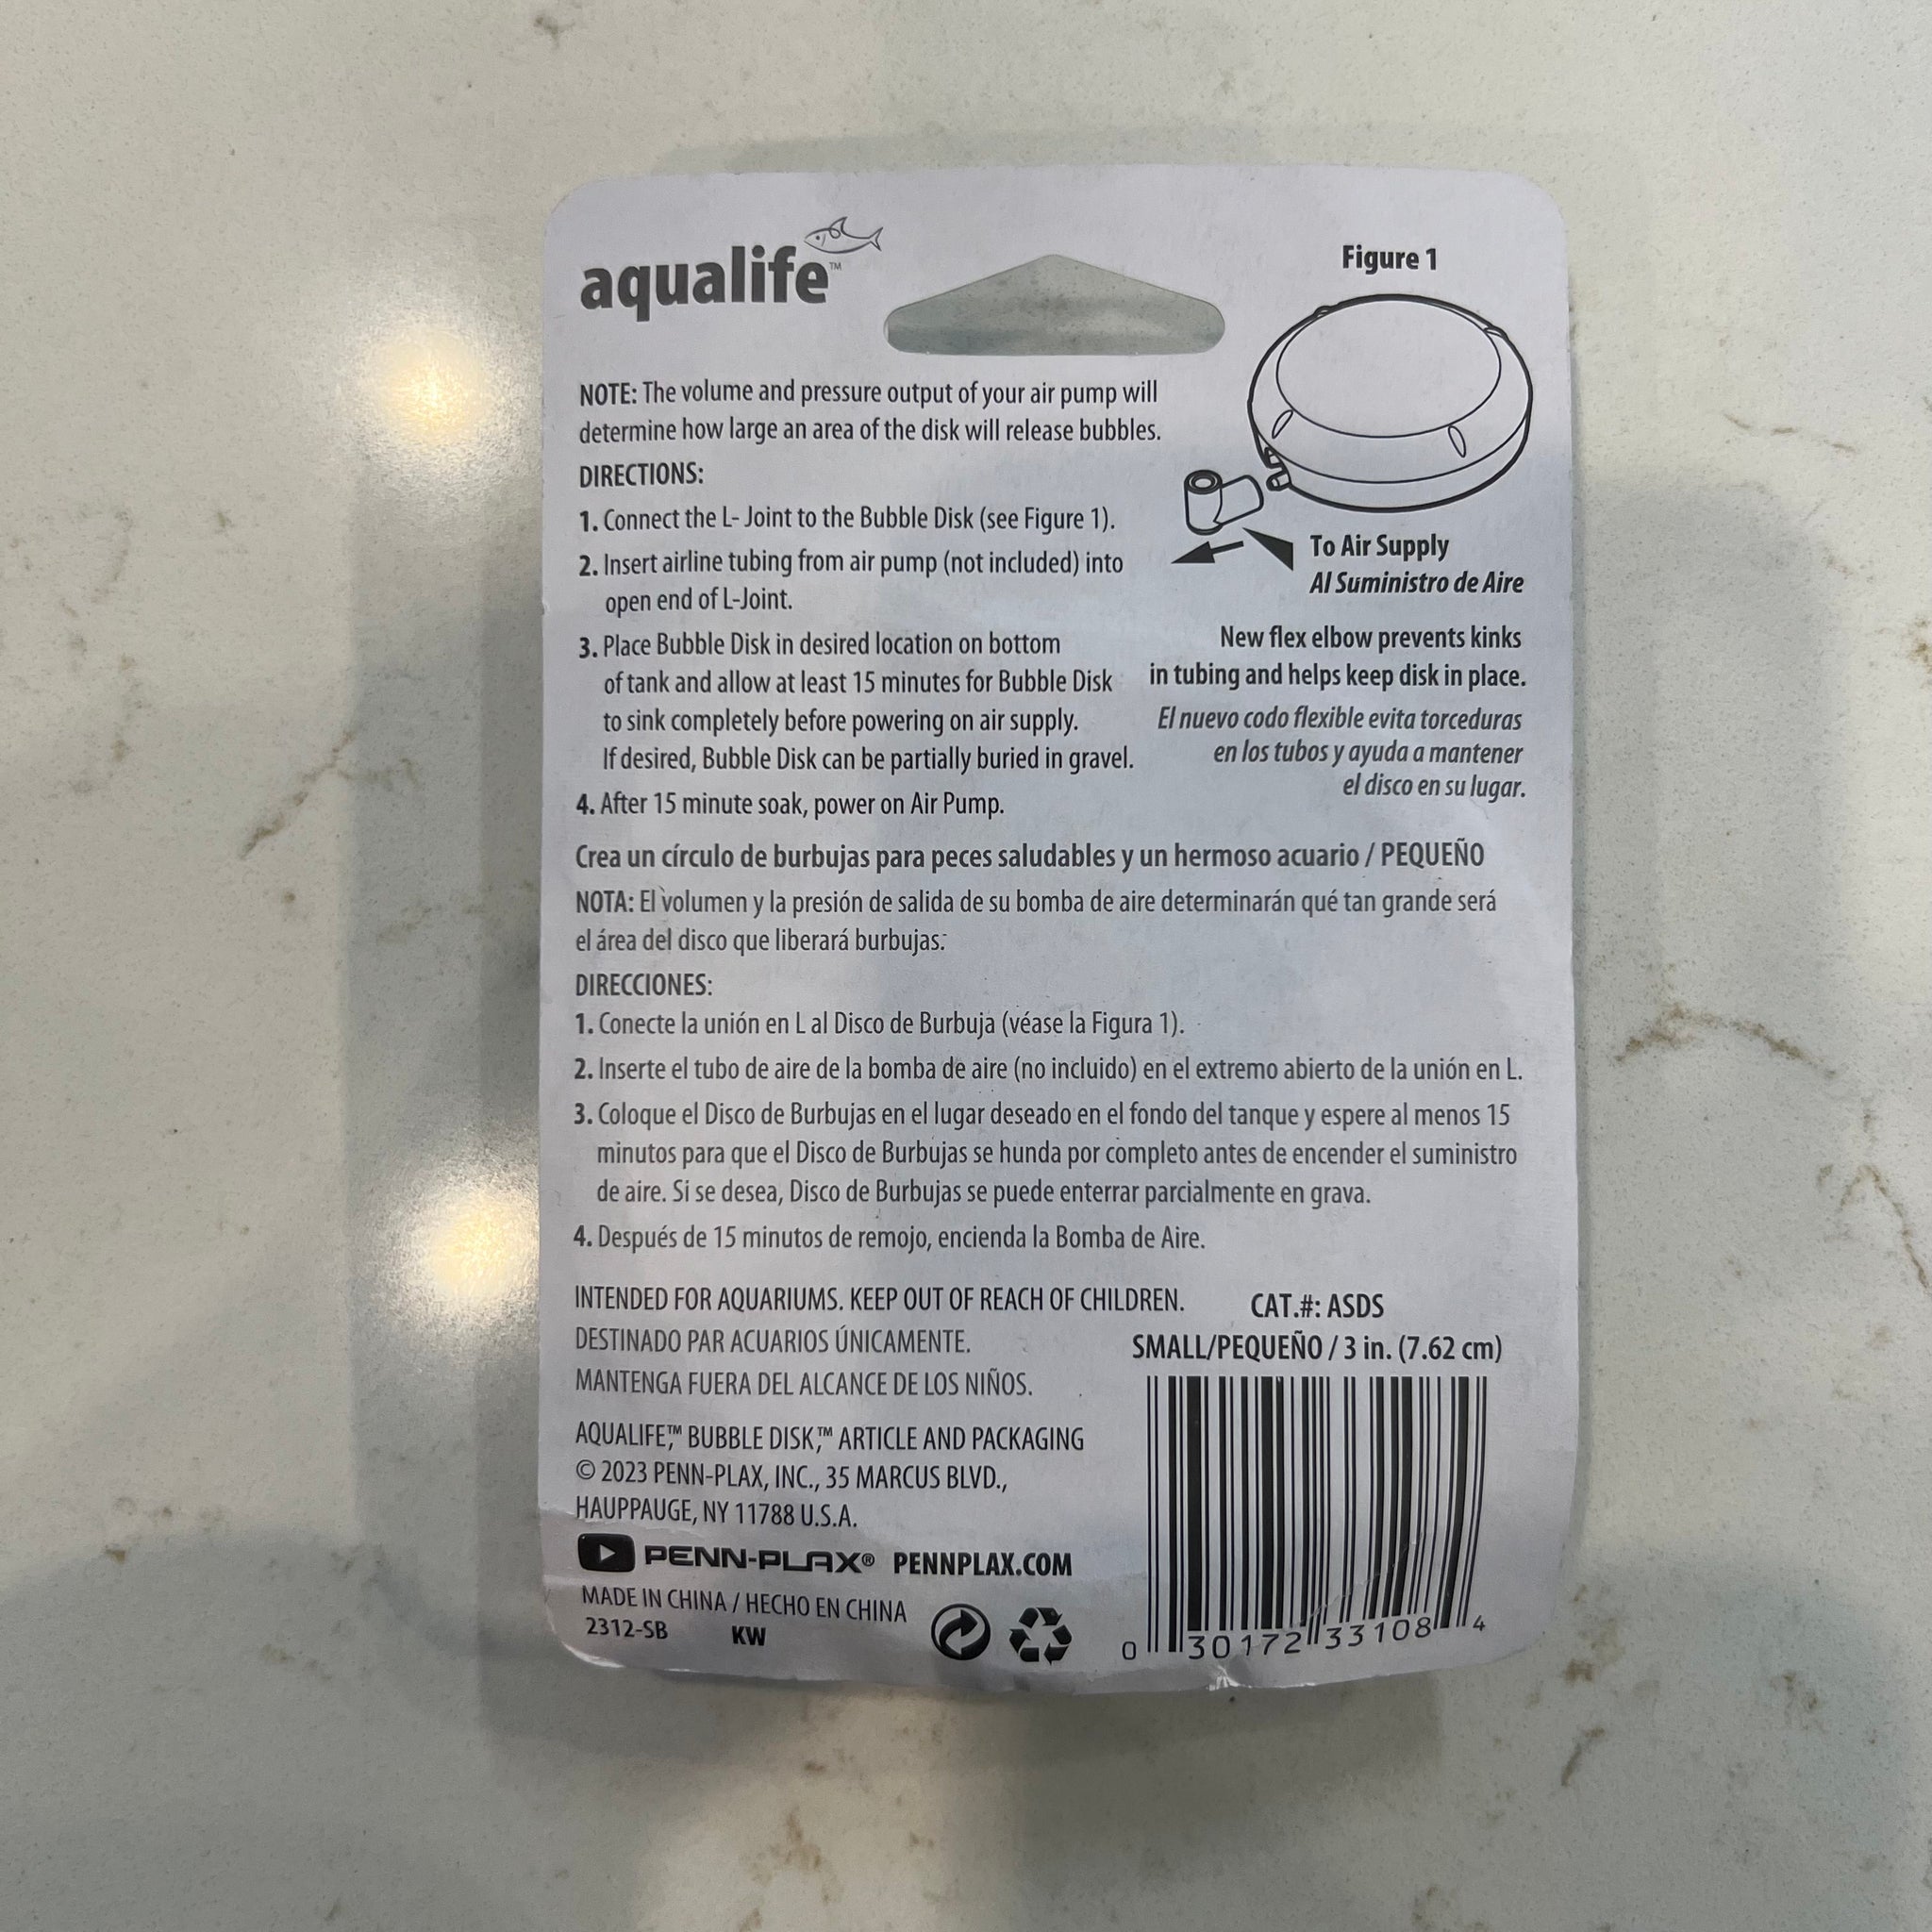 aqualife™
Figure 1
NOTE: The volume and pressure output of your air pump will
determine how large an area of the disk will release bubbles.
DIRECTIONS:
1. Connect the L- Joint to the Bubble Disk (see Figure 1).
2. Insert airline tubing from air pump (not included) into
open end of L-Joint.
3. Place Bubble Disk in desired location on bottom
of tank and allow at least 15 minutes for Bubble Disk
to sink completely before powering on air supply.
If desired, Bubble Disk can be partially buried in gravel.
4. After 15 minute soak, power on Air Pump.
To Air Supply
Al Suministro de Aire
New flex elbow prevents kinks
in tubing and helps keep disk in place.
El nuevo codo flexible evita torceduras
en los tubos y ayuda a mantener
el disco en su lugar.
Crea un círculo de burbujas para peces saludables y un hermoso acuario / PEQUEÑO
NOTA: El volumen y la presión de salida de su bomba de aire determinarán qué tan grande será
el área del disco que liberará burbujas.
DIRECCIONES:
1. Conecte la unión en L al Disco de Burbuja (véase la Figura 1).
2. Inserte el tubo de aire de la bomba de aire (no incluido) en el extremo abierto de la unión en L.
3. Coloque el Disco de Burbujas en el lugar deseado en el fondo del tanque y espere al menos 15
minutos para que el Disco de Burbujas se hunda por completo antes de encender el suministro
de aire. Si se desea, Disco de Burbujas se puede enterrar parcialmente en grava.
4. Después de 15 minutos de remojo, encienda la Bomba de Aire.
INTENDED FOR AQUARIUMS. KEEP OUT OF REACH OF CHILDREN.
DESTINADO PAR ACUARIOS ÚNICAMENTE.
MANTENGA FUERA DEL ALCANCE DE LOS NIÑOS.
CAT.#: ASDS
SMALL/PEQUEÑO / 3 in. (7.62 cm)
AQUALIFE,™ BUBBLE DISK,™ ARTICLE AND PACKAGING
© 2023 PENN-PLAX, INC., 35 MARCUS BLVD.,
HAUPPAUGE, NY 11788 U.S.A.
PENN-PLAX® PENNPLAX.COM
MADE IN CHINA / HECHO EN CHINA
2312-SB KW
0 30172 33108 4